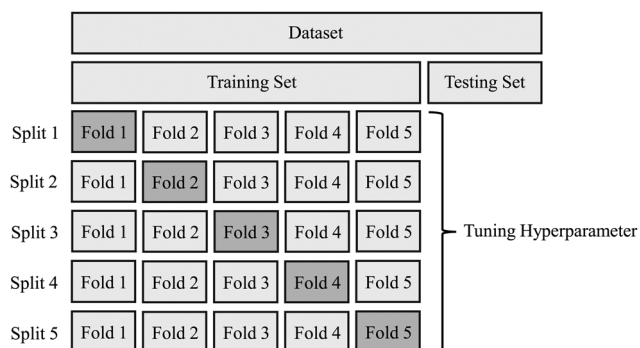 Dataset
Training Set Testing Set
Split 1 Fold 1 Fold 2 Fold 3 Fold 4 Fold 5
Split 2 Fold 1 Fold 2 Fold 3 Fold 4 Fold 5
Split 3 Fold 1 Fold 2 Fold 3 Fold 4 Fold 5 Tuning Hyperparameter
Split 4 Fold 1 Fold 2 Fold 3 Fold 4 Fold 5
Split 5 Fold 1 Fold 2 Fold 3 Fold 4 Fold 5